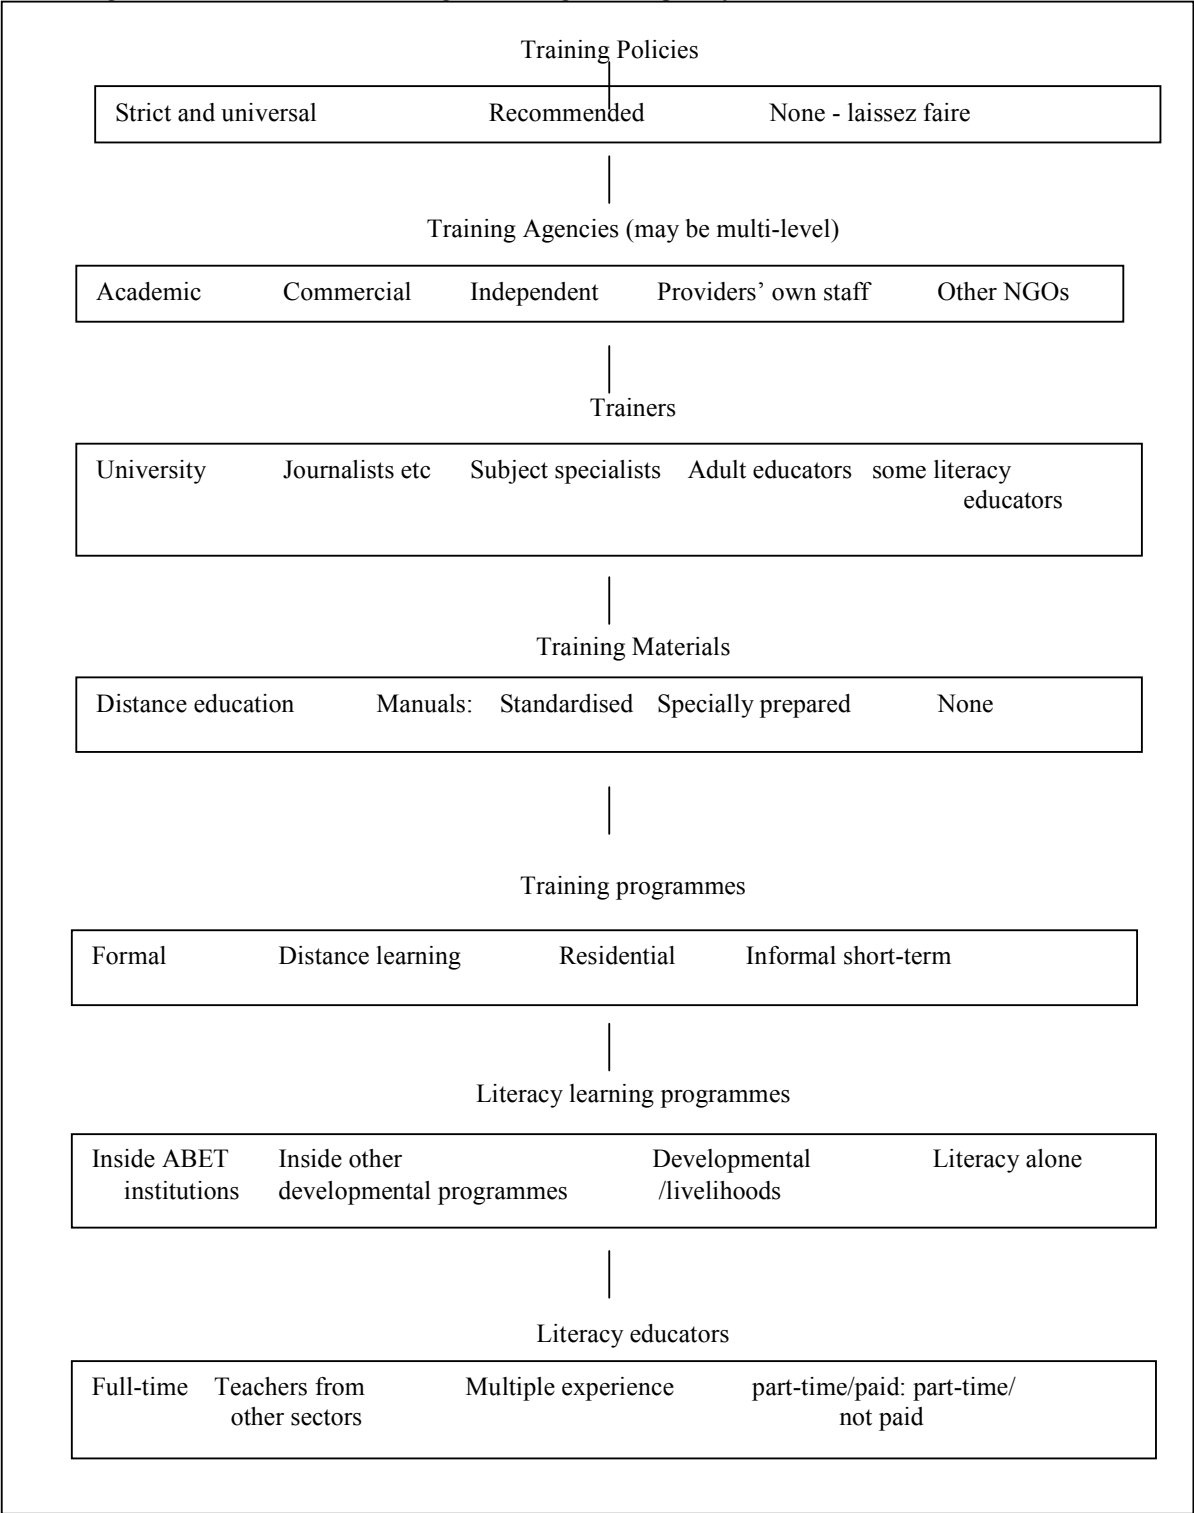 Training Policies
Strict and universal Recommended None - laissez faire
Training Agencies (may be multi-level)
Academic Commercial Independent Providers’ own staff Other NGOs
Trainers
University Journalists etc Subject specialists Adult educators some literacy
educators
Training Materials
Distance education Manuals: Standardised Specially prepared None
Training programmes
Formal Distance learning Residential Informal short-term
Literacy learning programmes
Inside ABET Inside other Developmental Literacy alone
institutions developmental programmes /livelihoods
Literacy educators
Full-time Teachers from Multiple experience part-time/paid: part-time/
other sectors not paid